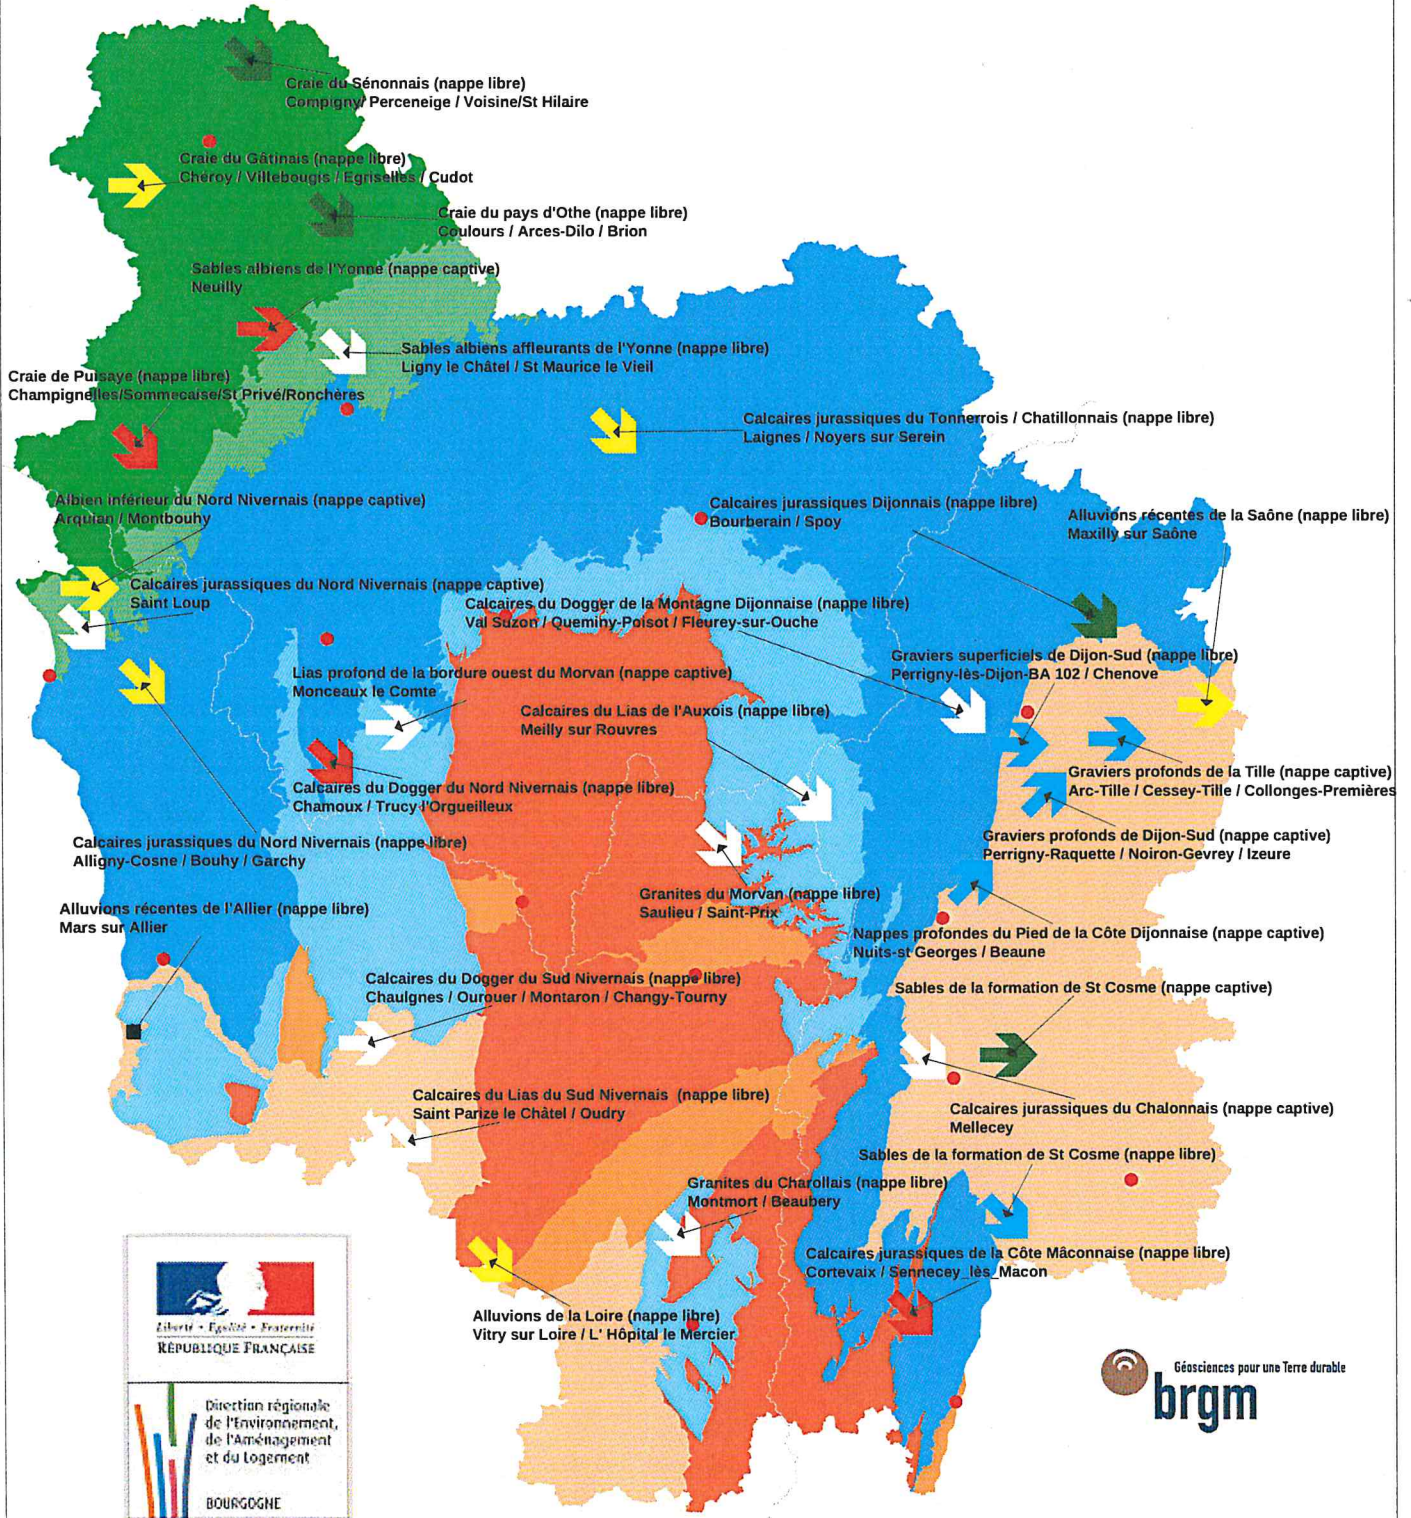 Craie du Sénonnais (nappe libre)
Compigny/ Perceneige / Voisine/St Hilaire
Craie du Gâtinais (nappe libre)
Chéroy / Villebougis / Egriselles / Cudot
Craie du pays d'Othe (nappe libre)
Coulours / Arces-Dilo / Brion
Sables albiens de l'Yonne (nappe captive)
Neuilly
Sables albiens affleurants de l'Yonne (nappe libre)
Ligny le Châtel / St Maurice le Vieil
Craie de Puisaye (nappe libre)
Champignelles/Sommecaise/St Privé/Ronchères
Calcaires jurassiques du Tonnerrois / Chatillonnais (nappe libre)
Laignes / Noyers sur Serein
Albien inférieur du Nord Nivernais (nappe captive)
Arquian / Montbouhy
Calcaires jurassiques Dijonnais (nappe libre)
Bourberain / Spoy
Alluvions récentes de la Saône (nappe libre)
Maxilly sur Saône
Calcaires jurassiques du Nord Nivernais (nappe captive)
Saint Loup
Calcaires du Dogger de la Montagne Dijonnaise (nappe libre)
Val Suzon / Queminy-Poisot / Fleurey-sur-Ouche
Graviers superficiels de Dijon-Sud (nappe libre)
Perrigny-lès-Dijon-BA 102 / Chenove
Lias profond de la bordure ouest du Morvan (nappe captive)
Monceaux le Comte
Calcaires du Lias de l'Auxois (nappe libre)
Meilly sur Rouvres
Graviers profonds de la Tille (nappe captive)
Arc-Tille / Cessey-Tille / Collonges-Premières
Calcaires du Dogger du Nord Nivernais (nappe libre)
Chamoux / Trucy-l'Orgueilleux
Graviers profonds de Dijon-Sud (nappe captive)
Perrigny-Raquette / Noiron-Gevrey / Izeure
Calcaires jurassiques du Nord Nivernais (nappe libre)
Alligny-Cosne / Bouhy / Garchy
Granites du Morvan (nappe libre)
Saulieu / Saint-Prix
Alluvions récentes de l'Allier (nappe libre)
Mars sur Allier
Nappes profondes du Pied de la Côte Dijonnaise (nappe captive)
Nuits-st Georges / Beaune
Calcaires du Dogger du Sud Nivernais (nappe libre)
Chaulgnes / Ourouer / Montaron / Changy-Tourny
Sables de la formation de St Cosme (nappe captive)
Calcaires du Lias du Sud Nivernais (nappe libre)
Saint Parize le Châtel / Oudry
Calcaires jurassiques du Chalonnais (nappe captive)
Mellecey
Sables de la formation de St Cosme (nappe libre)
Granites du Charollais (nappe libre)
Montmort / Beaubery
Calcaires jurassiques de la Côte Mâconnaise (nappe libre)
Cortevaix / Sennecey_lès_Macon
Alluvions de la Loire (nappe libre)
Vitry sur Loire / L' Hôpital le Mercier
Liberté • Égalité • Fraternité
RÉPUBLIQUE FRANÇAISE
Direction régionale
de l'Environnement,
de l'Aménagement
et du Logement
BOURGOGNE
Géosciences pour une Terre durable
brgm